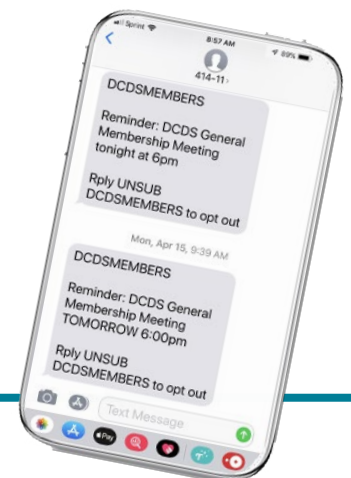 Sprint
8:57 AM
89%
414-11
DCDSMEMBERS
Reminder: DCDS General
Membership Meeting
tonight at 6pm
Rply UNSUB
DCDSMEMBERS to opt out
Mon, Apr 15, 9:39 AM
DCDSMEMBERS
Reminder: DCDS General
Membership Meeting
TOMORROW 6:00pm
Rply UNSUB
DCDSMEMBERS to opt out
Text Message
Pay